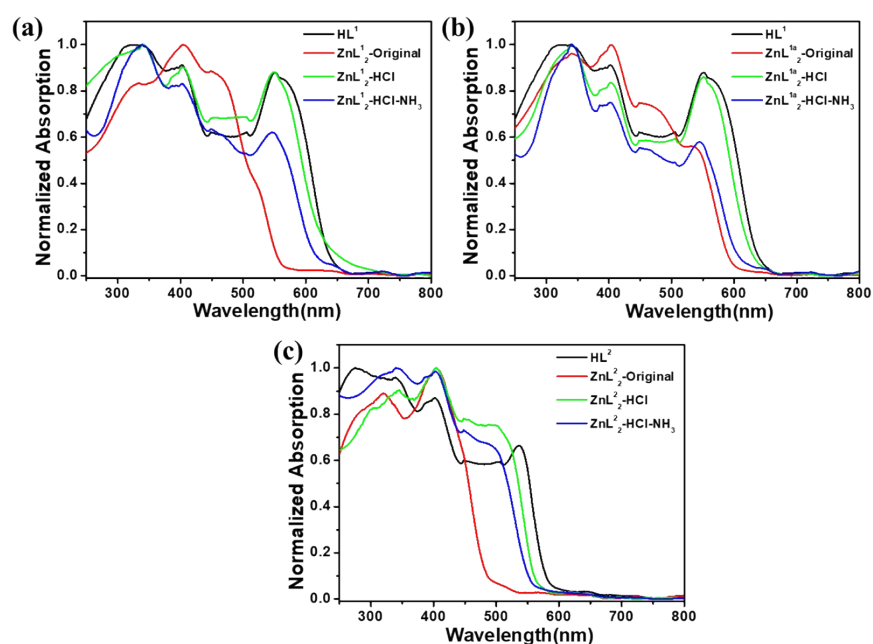 (a)
HL¹
ZnL¹₂-Original
ZnL¹₂-HCl
ZnL¹₂-HCl-NH₃
Normalized Absorption
1.0
0.8
0.6
0.4
0.2
0.0
300 400 500 600 700 800
Wavelength(nm)
(b)
HL¹
ZnL¹ᵃ₂-Original
ZnL¹ᵃ₂-HCl
ZnL¹ᵃ₂-HCl-NH₃
Normalized Absorption
1.0
0.8
0.6
0.4
0.2
0.0
300 400 500 600 700 800
Wavelength(nm)
(c)
HL²
ZnL²₂-Original
ZnL²₂-HCl
ZnL²₂-HCl-NH₃
Normalized Absorption
1.0
0.8
0.6
0.4
0.2
0.0
300 400 500 600 700 800
Wavelength(nm)